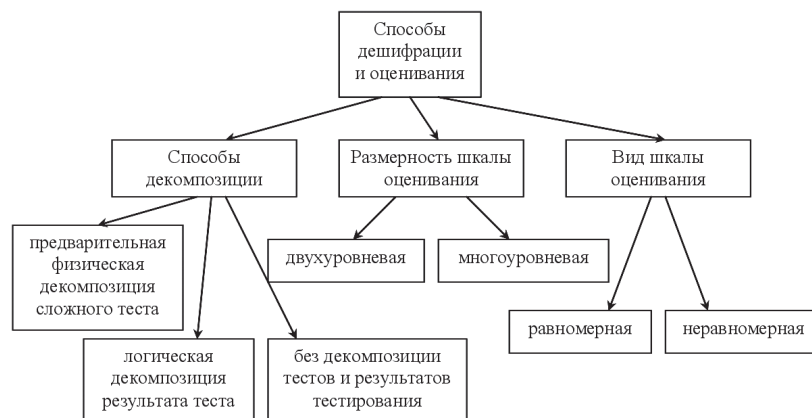 Способы
дешифрации
и оценивания
Способы
декомпозиции
Размерность шкалы
оценивания
Вид шкалы
оценивания
предварительная
физическая
декомпозиция
сложного теста
двухуровневая
многоуровневая
равномерная
неравномерная
логическая
декомпозиция
результата теста
без декомпозиции
тестов и результатов
тестирования